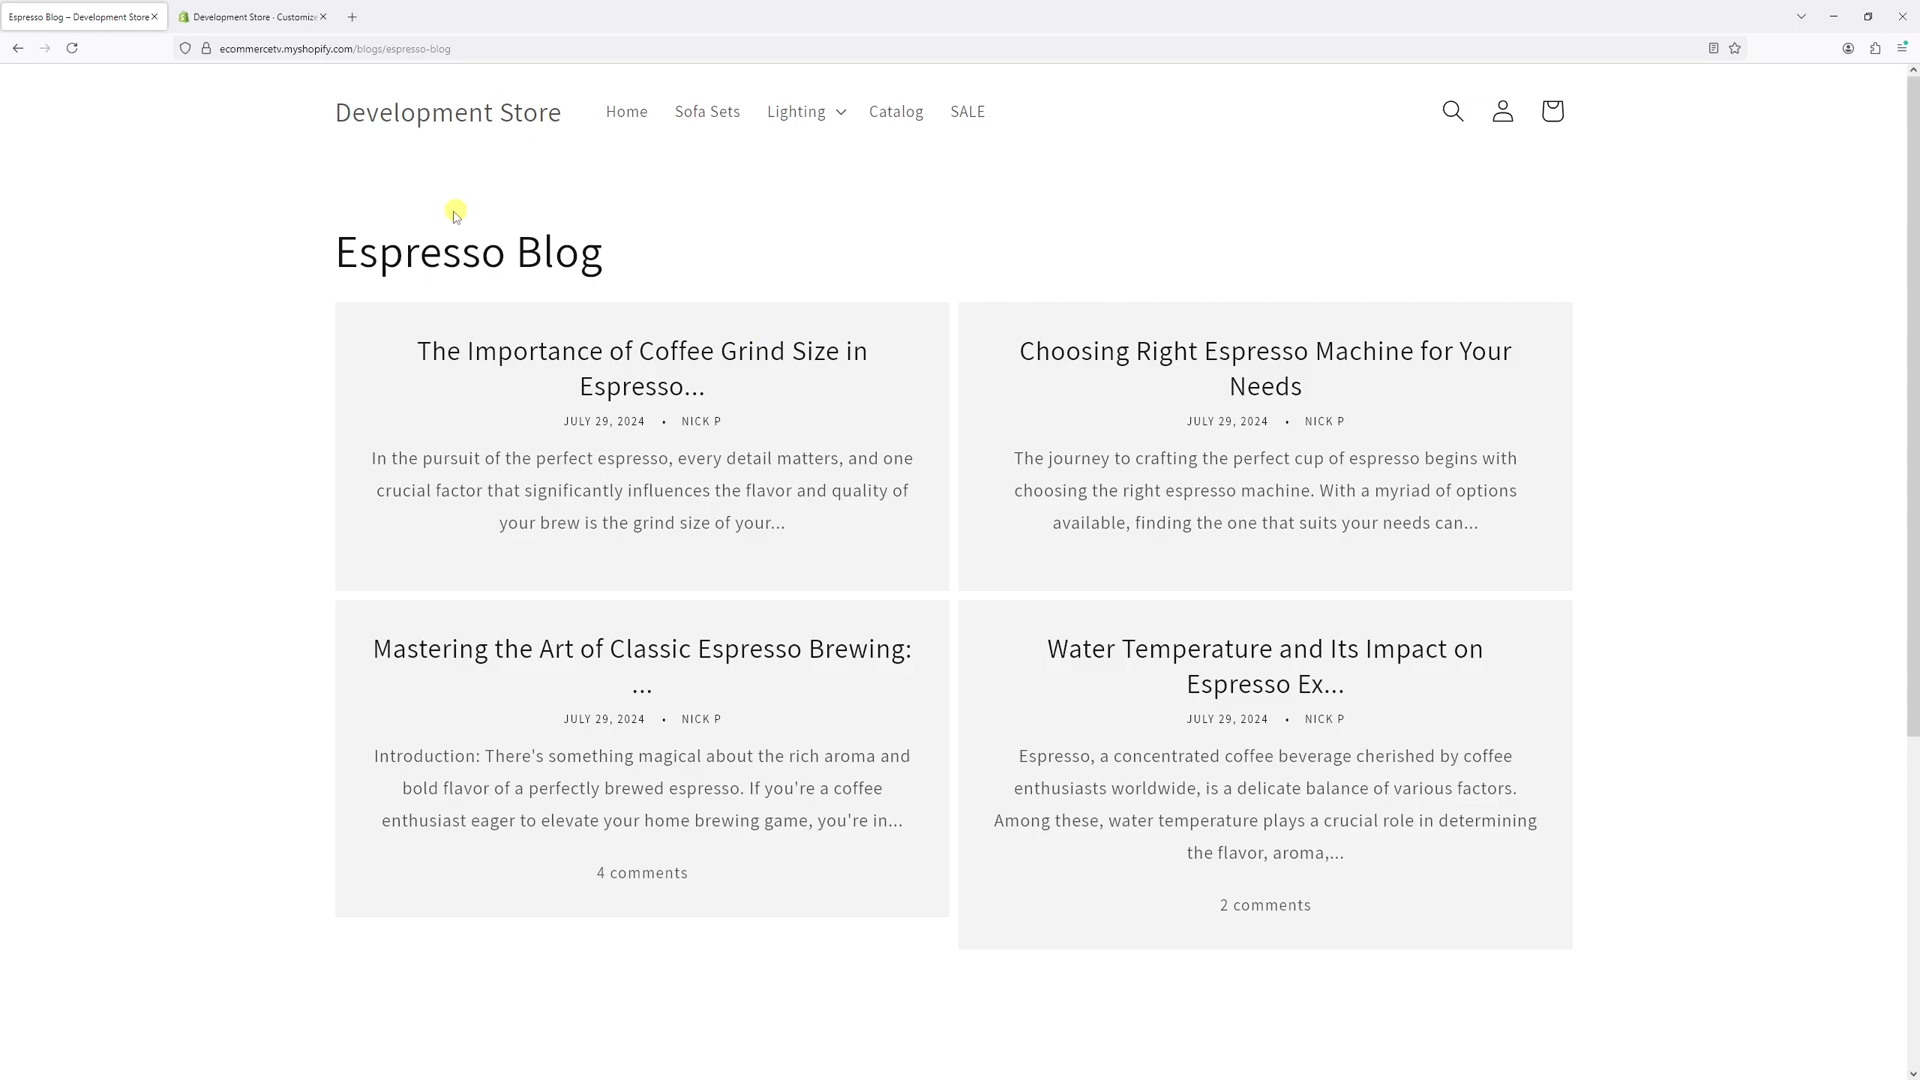 Espresso Blog – Development Store
Development Store · Customize
ecommercetv.myshopify.com/blogs/espresso-blog
Development Store
Home
Sofa Sets
Lighting
Catalog
SALE
Espresso Blog
The Importance of Coffee Grind Size in
Espresso...
JULY 29, 2024 • NICK P
In the pursuit of the perfect espresso, every detail matters, and one
crucial factor that significantly influences the flavor and quality of
your brew is the grind size of your...
Choosing Right Espresso Machine for Your
Needs
JULY 29, 2024 • NICK P
The journey to crafting the perfect cup of espresso begins with
choosing the right espresso machine. With a myriad of options
available, finding the one that suits your needs can...
Mastering the Art of Classic Espresso Brewing:
...
JULY 29, 2024 • NICK P
Introduction: There's something magical about the rich aroma and
bold flavor of a perfectly brewed espresso. If you're a coffee
enthusiast eager to elevate your home brewing game, you're in...
4 comments
Water Temperature and Its Impact on
Espresso Ex...
JULY 29, 2024 • NICK P
Espresso, a concentrated coffee beverage cherished by coffee
enthusiasts worldwide, is a delicate balance of various factors.
Among these, water temperature plays a crucial role in determining
the flavor, aroma,...
2 comments